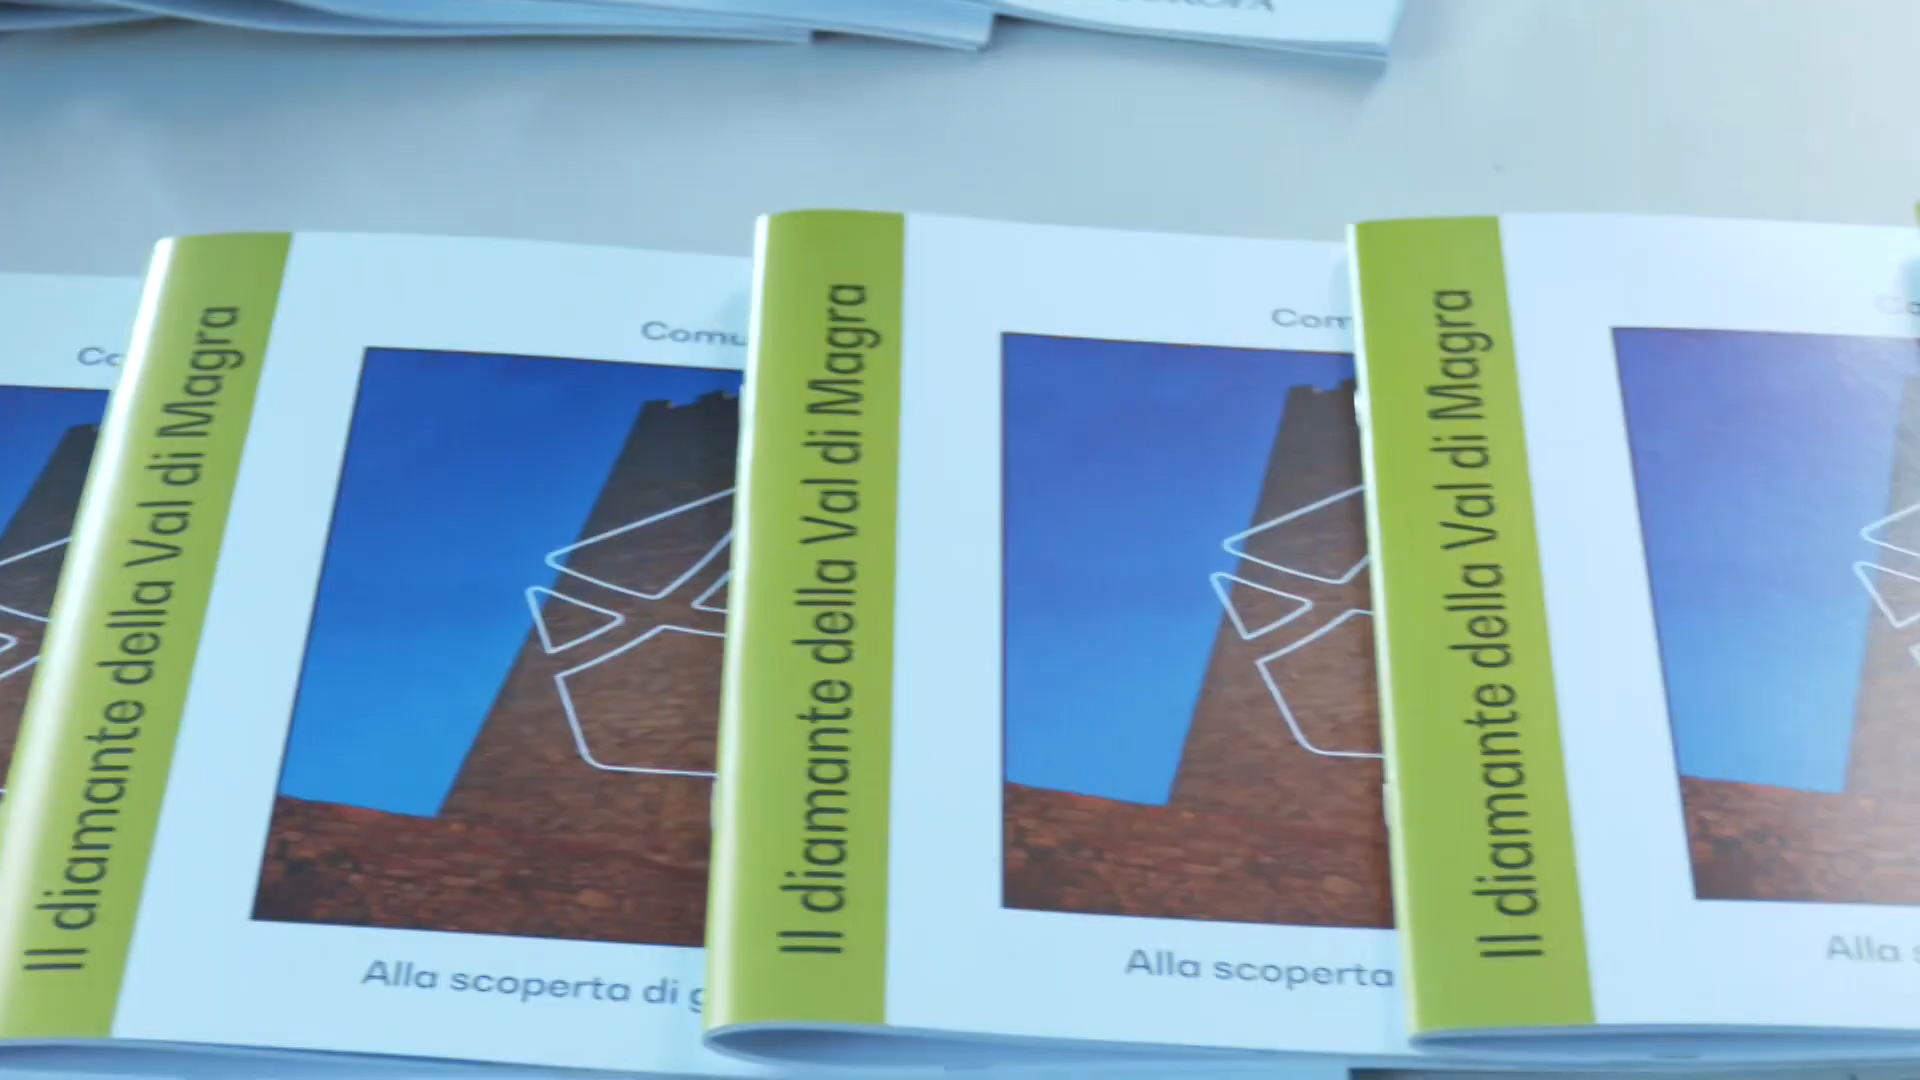 Il diamante della Val di Magra
Comu
Alla scoperta di g
Il diamante della Val di Magra
Com
Alla scoperta
Il diamante della Val di Magra
Co
Alla s